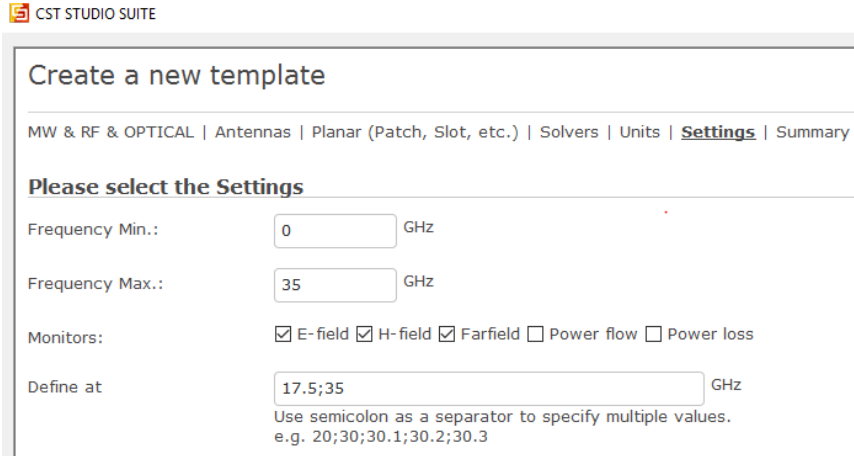 CST STUDIO SUITE
Create a new template
MW & RF & OPTICAL | Antennas | Planar (Patch, Slot, etc.) | Solvers | Units | Settings | Summary
Please select the Settings
Frequency Min.: 0 GHz
Frequency Max.: 35 GHz
Monitors: E-field H-field Farfield Power flow Power loss
Define at 17.5;35 GHz
Use semicolon as a separator to specify multiple values.
e.g. 20;30;30.1;30.2;30.3